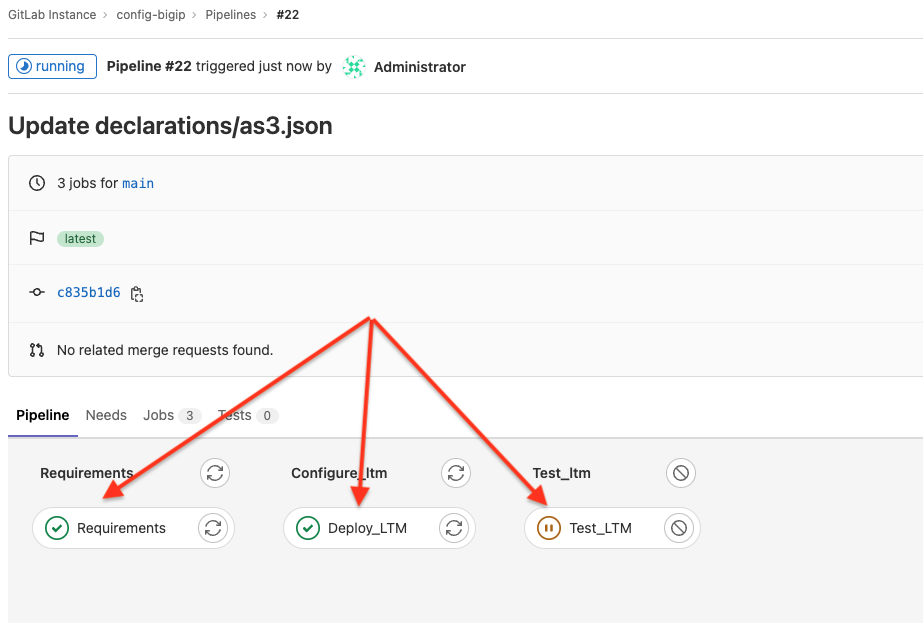 GitLab Instance › config-bigip › Pipelines › #22
running Pipeline #22 triggered just now by Administrator
Update declarations/as3.json
3 jobs for main
latest
c835b1d6
No related merge requests found.
Pipeline Needs Jobs 3 Tests 0
Requirements Configure_ltm Test_ltm
Requirements Deploy_LTM Test_LTM